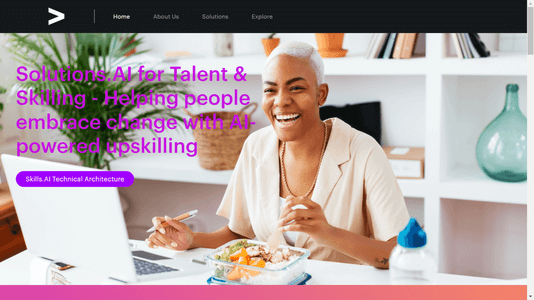 Home About Us Solutions Explore
Solutions.AI for Talent &
Skilling - Helping people
embrace change with AI-
powered upskilling
Skills.AI Technical Architecture